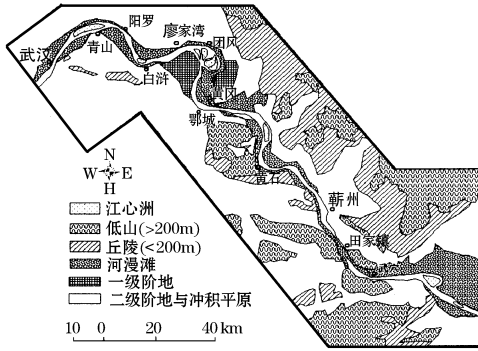 阳罗
廖家湾
团风
武汉
青山
白浒
黄冈
鄂城
黄石
蕲州
田家镇
N
W E
H
江心洲
低山(>200m)
丘陵(<200m)
河漫滩
一级阶地
二级阶地与冲积平原
10 0 20 40 km